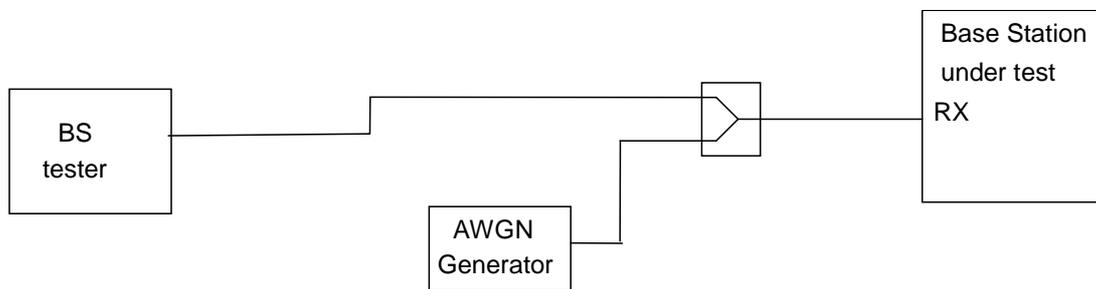 BS
tester
AWGN
Generator
Base Station
under test
RX